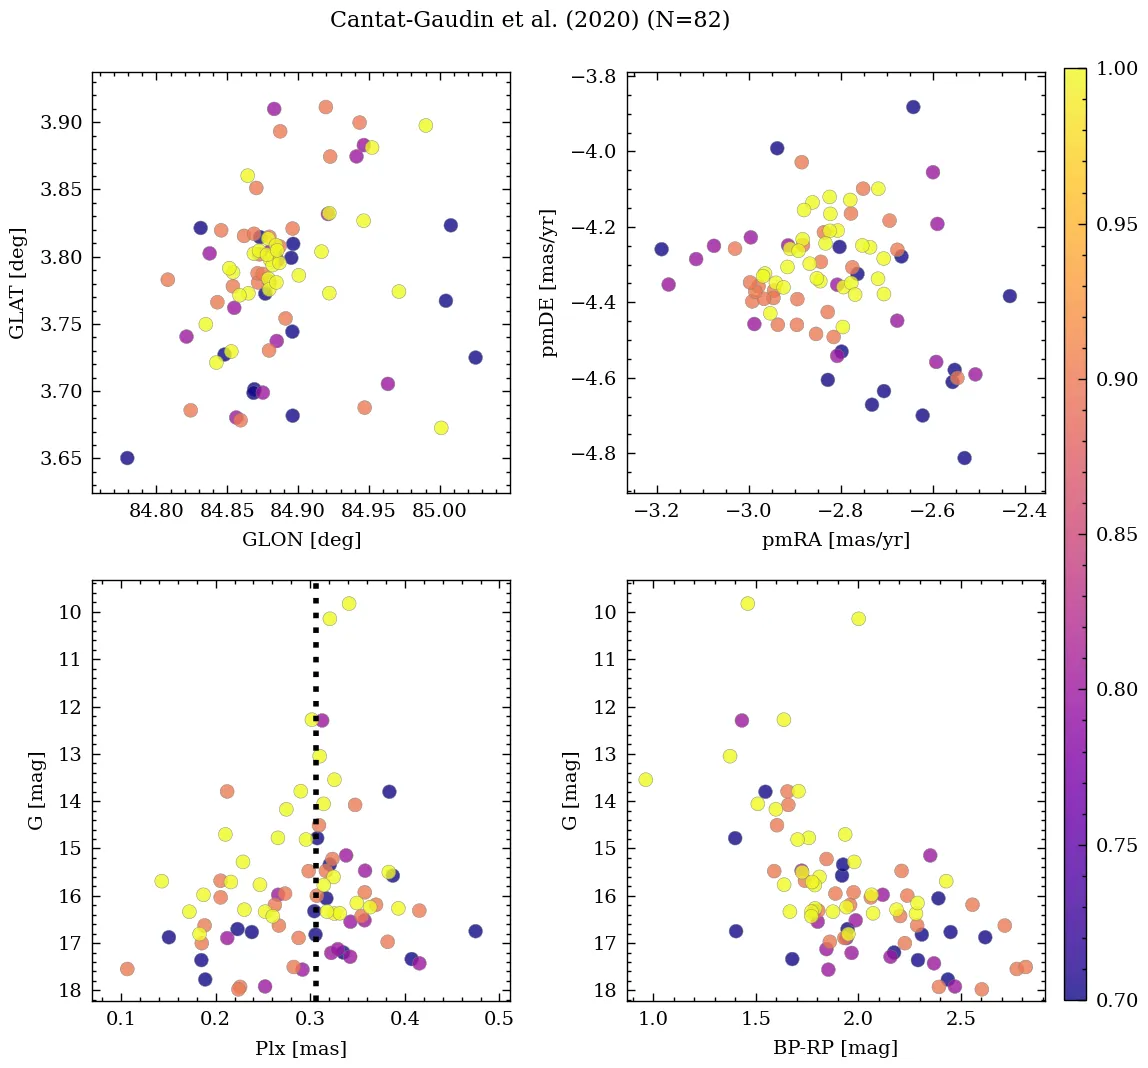 Cantat-Gaudin et al. (2020) (N=82)
3.90
3.85
3.80
3.75
3.70
3.65
GLAT [deg]
84.80 84.85 84.90 84.95 85.00
GLON [deg]
−3.8
−4.0
−4.2
−4.4
−4.6
−4.8
pmDE [mas/yr]
−3.2 −3.0 −2.8 −2.6 −2.4
pmRA [mas/yr]
10
11
12
13
14
15
16
17
18
G [mag]
0.1 0.2 0.3 0.4 0.5
Plx [mas]
10
11
12
13
14
15
16
17
18
G [mag]
1.0 1.5 2.0 2.5
BP-RP [mag]
1.00
0.95
0.90
0.85
0.80
0.75
0.70